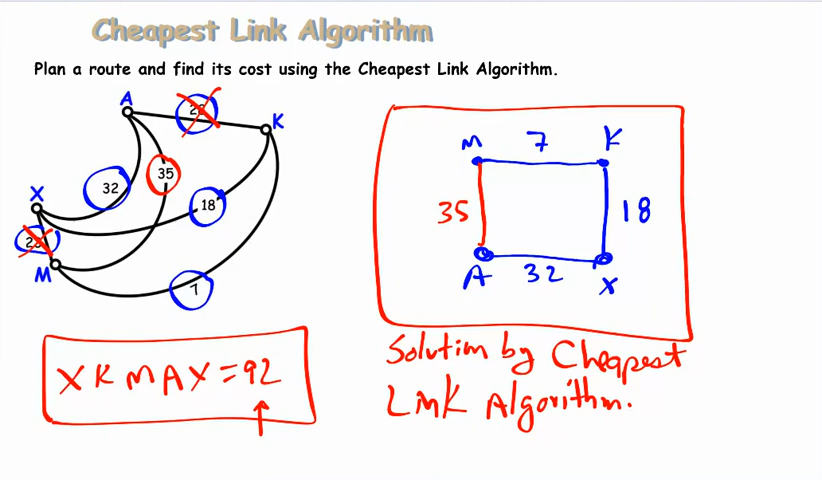 Cheapest Link Algorithm
Plan a route and find its cost using the Cheapest Link Algorithm.
A
K
X
M
32
35
18
7
M 7 K
35 18
A 32 X
X K M A X = 92
Solution by Cheapest
Link Algorithm.